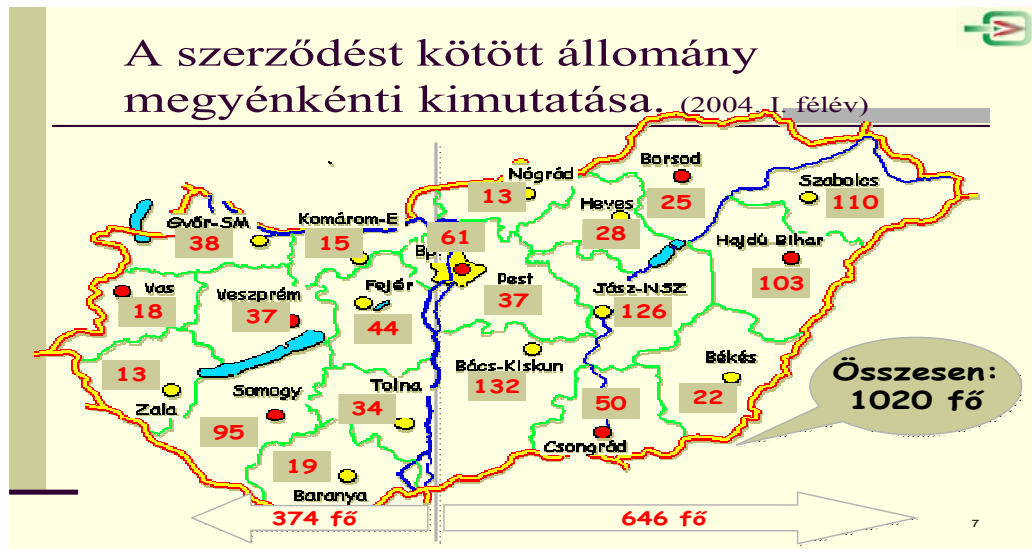 A szerződést kötött állomány
megyénkénti kimutatása. (2004. I. félév)
Borsod
25
Nógrád
13
Szabolcs
110
Heves
28
Győr-SM
38
Komárom-E
15
61
Bp.
Hajdú Bihar
103
Pest
37
Jász-NSZ
126
Fejér
44
Vas
18
Veszprém
37
Bács-Kiskun
132
Békés
22
Összesen:
1020 fő
13
Zala
Somogy
95
Tolna
34
50
Csongrád
19
Baranya
374 fő
646 fő
7